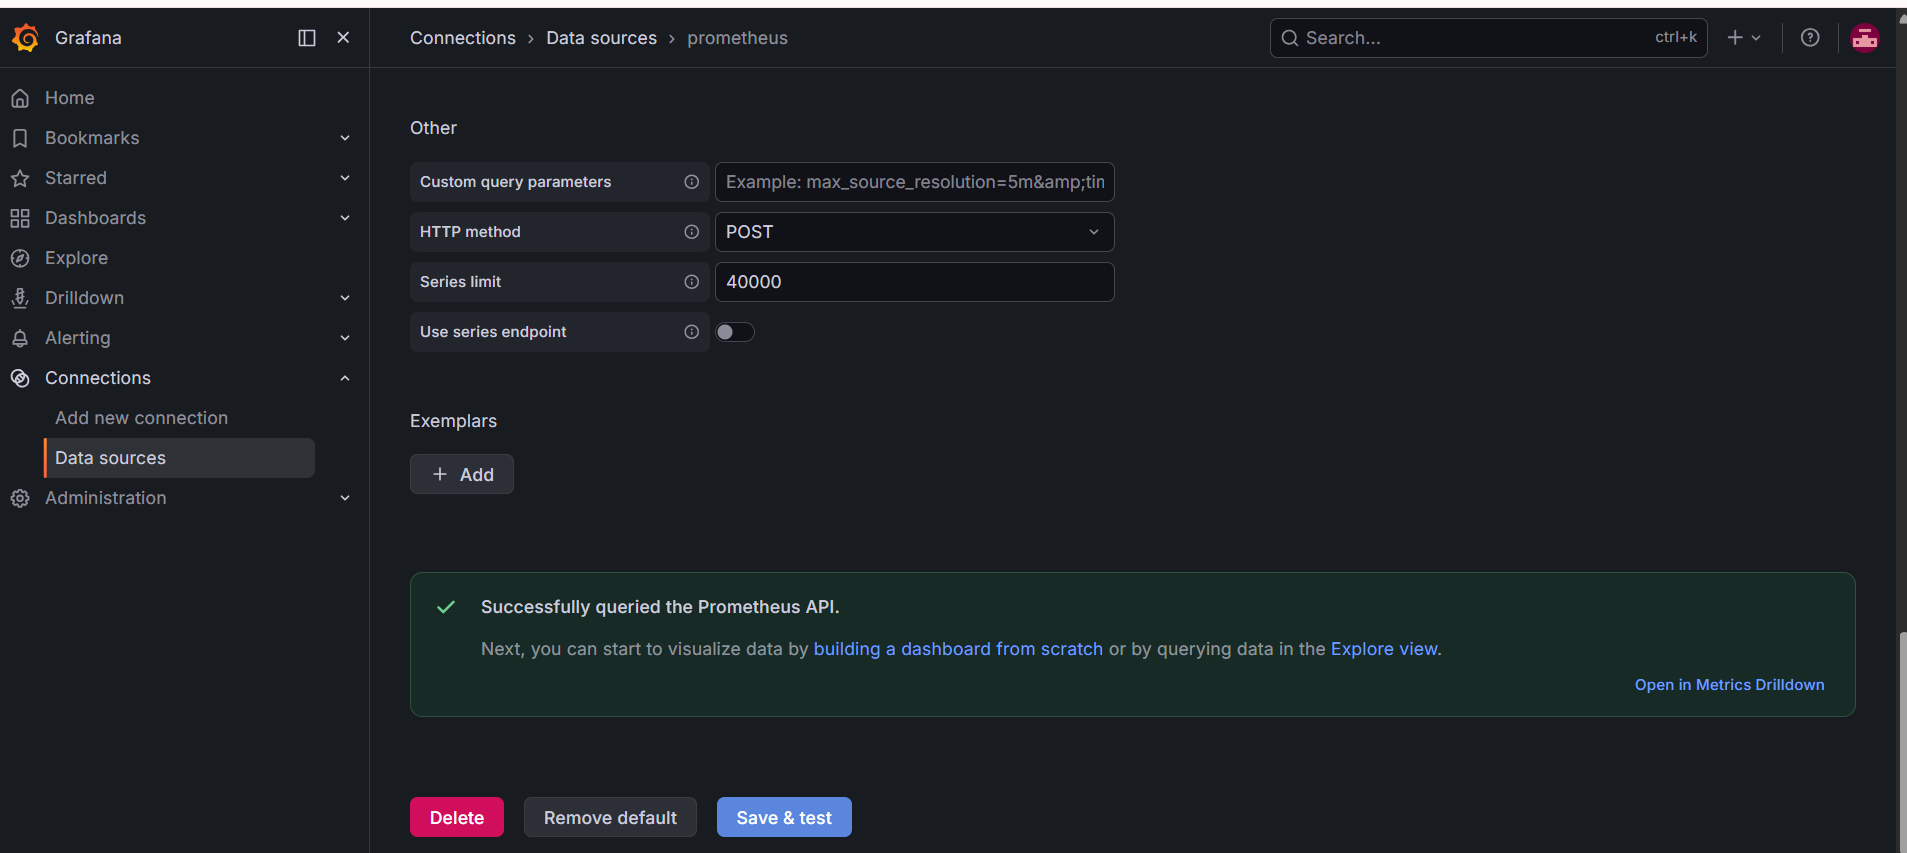 Grafana
Connections › Data sources › prometheus
Search...
ctrl+k
Home
Bookmarks
Starred
Dashboards
Explore
Drilldown
Alerting
Connections
Add new connection
Data sources
Administration
Other
Custom query parameters
Example: max_source_resolution=5m&amp;tin
HTTP method
POST
Series limit
40000
Use series endpoint
Exemplars
+ Add
Successfully queried the Prometheus API.
Next, you can start to visualize data by building a dashboard from scratch or by querying data in the Explore view.
Open in Metrics Drilldown
Delete
Remove default
Save & test